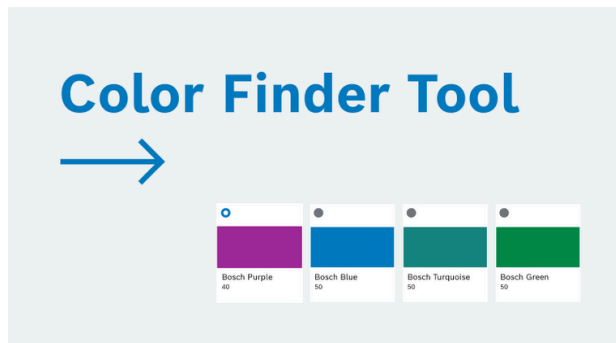 Color Finder Tool
Bosch Purple
40
Bosch Blue
50
Bosch Turquoise
50
Bosch Green
50